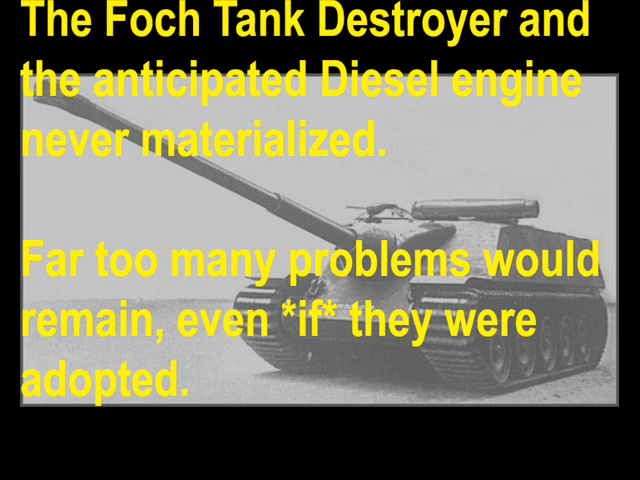 The Foch Tank Destroyer and
the anticipated Diesel engine
never materialized.
Far too many problems would
remain, even *if* they were
adopted.